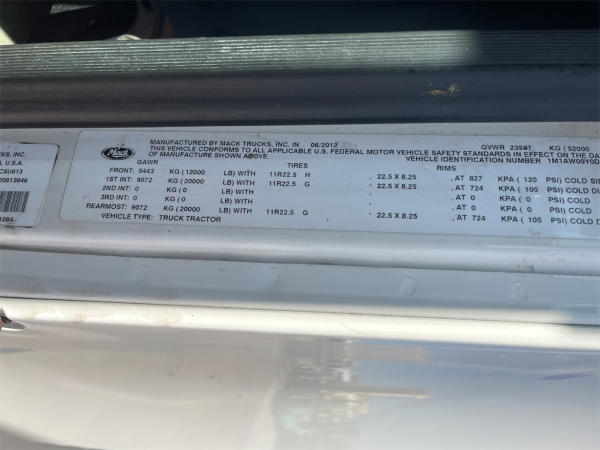 UCKS, INC.
, U.S.A.
CXU613
1084-
Mack
MANUFACTURED BY MACK TRUCKS, INC. IN 06/2012
GVWR 23587 KG (52000
THIS VEHICLE CONFORMS TO ALL APPLICABLE U.S. FEDERAL MOTOR VEHICLE SAFETY STANDARDS IN EFFECT ON THE DA
OF MANUFACTURE SHOWN ABOVE. VEHICLE IDENTIFICATION NUMBER 1M1AW09Y0D
GAWR TIRES RIMS
FRONT: 5443 KG (12000 LB) WITH 11R22.5 H , 22.5 X 8.25 , AT 827 KPA ( 120 PSI) COLD SI
1ST INT: 9072 KG (20000 LB) WITH 11R22.5 G , 22.5 X 8.25 , AT 724 KPA ( 105 PSI) COLD D
2ND INT: 0 KG ( 0 LB) WITH , , AT 0 KPA ( 0 PSI) COLD
3RD INT: 0 KG ( 0 LB) WITH , , AT 0 KPA ( 0 PSI) COLD
REARMOST: 9072 KG (20000 LB) WITH 11R22.5 G , 22.5 X 8.25 , AT 724 KPA ( 105 PSI) COLD D
VEHICLE TYPE: TRUCK TRACTOR